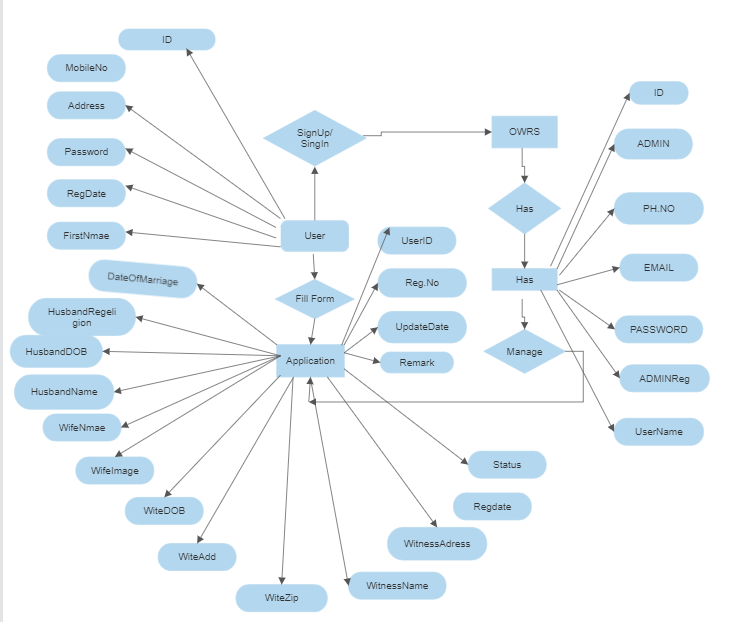 ID
MobileNo
Address
Password
RegDate
FirstNmae
SignUp/
SingIn
OWRS
Has
User
UserID
Fill Form
Reg.No
UpdateDate
Remark
Application
Has
Manage
ID
ADMIN
PH.NO
EMAIL
PASSWORD
ADMINReg
UserName
DateOfMarriage
HusbandRegeli
gion
HusbandDOB
HusbandName
WifeNmae
WifeImage
WiteDOB
WiteAdd
WiteZip
WitnessName
WitnessAdress
Regdate
Status